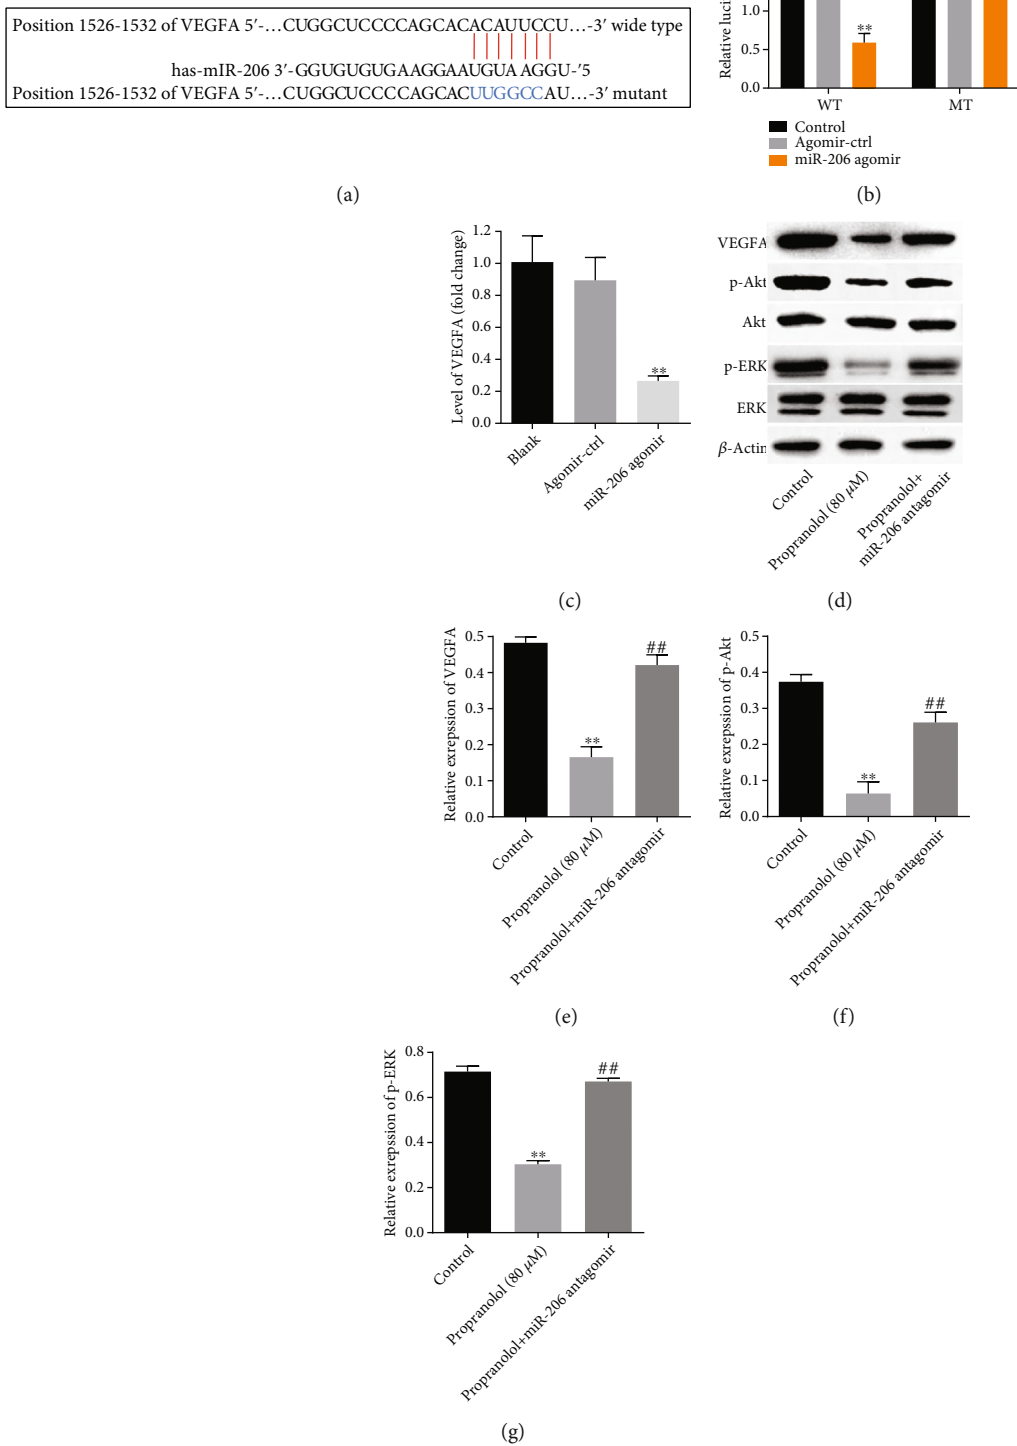 Position 1526-1532 of VEGFA 5′-…CUGGCUCCCCAGCACACAUUCCU…-3′ wide type
has-miR-206 3′-GGUGUGUGAAGGAAUGUAAGGU-′5
Position 1526-1532 of VEGFA 5′-…CUGGCUCCCCAGCACUUGGCCAU…-3′ mutant
(a)
Relative luci
1.0
0.5
0.0
**
WT
MT
Control
Agomir-ctrl
miR-206 agomir
(b)
Level of VEGFA (fold change)
1.2
1.0
0.8
0.6
0.4
0.2
0.0
**
Blank
Agomir-ctrl
miR-206 agomir
(c)
VEGFA
p-Akt
Akt
p-ERK
ERK
β-Actin
Control
Propranolol (80 μM)
Propranolol+
miR-206 antagomir
(d)
Relative exrepssion of VEGFA
0.5
0.4
0.3
0.2
0.1
0.0
**
##
Control
Propranolol (80 μM)
Propranolol+miR-206 antagomir
(e)
Relative exrepssion of p-Akt
0.5
0.4
0.3
0.2
0.1
0.0
**
##
Control
Propranolol (80 μM)
Propranolol+miR-206 antagomir
(f)
Relative exrepssion of p-ERK
0.8
0.6
0.4
0.2
0.0
**
##
Control
Propranolol (80 μM)
Propranolol+miR-206 antagomir
(g)